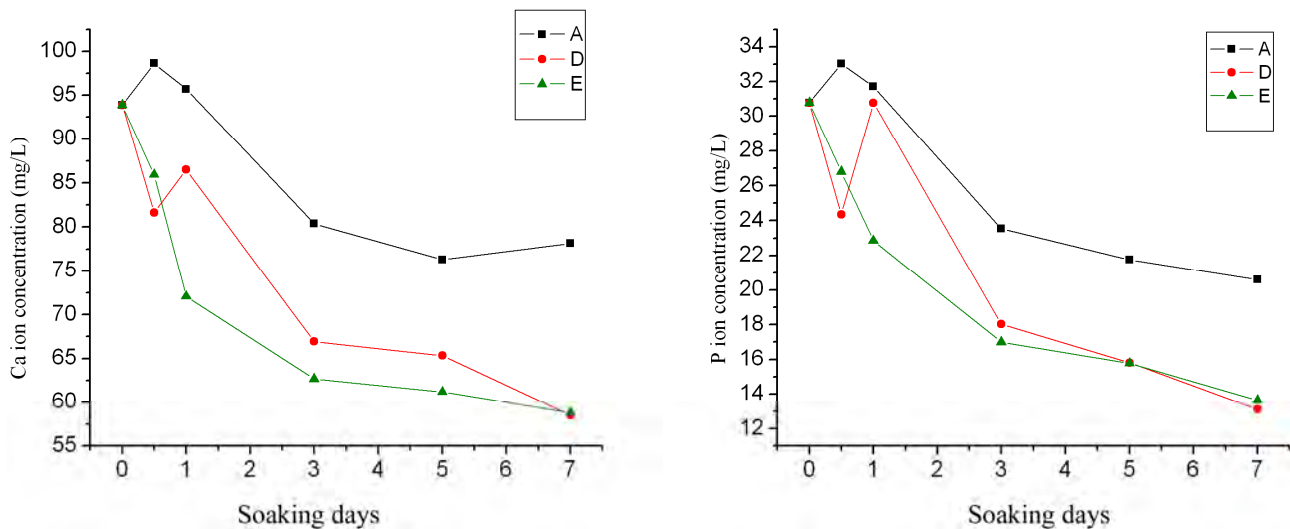 Ca ion concentration (mg/L)
100
95
90
85
80
75
70
65
60
55
0 1 2 3 4 5 6 7
Soaking days
A
D
E
P ion concentration (mg/L)
34
32
30
28
26
24
22
20
18
16
14
12
0 1 2 3 4 5 6 7
Soaking days
A
D
E